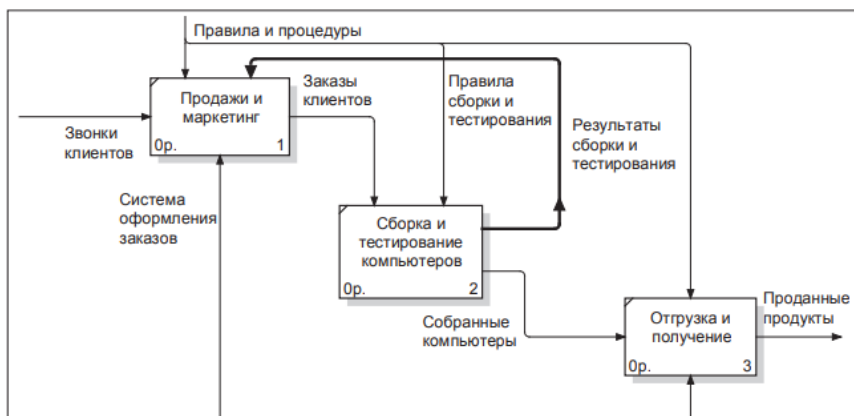 Правила и процедуры
Продажи и
маркетинг
0р.
1
Звонки
клиентов
Заказы
клиентов
Правила
сборки и
тестирования
Результаты
сборки и
тестирования
Система
оформления
заказов
Сборка и
тестирование
компьютеров
0р.
2
Собранные
компьютеры
Отгрузка и
получение
0р.
3
Проданные
продукты